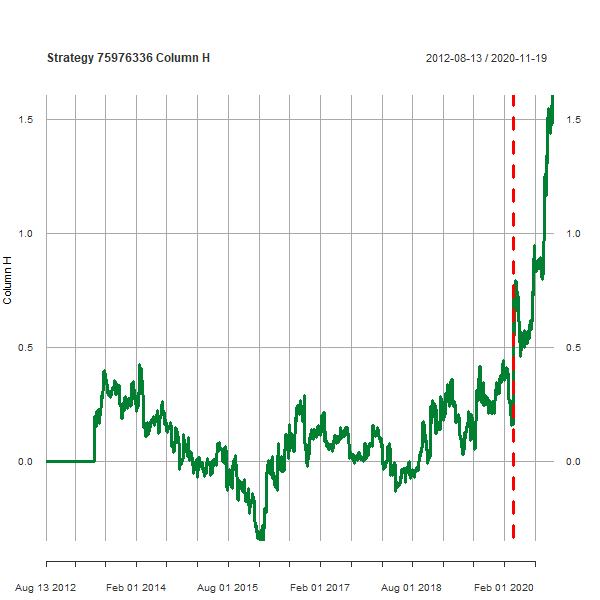 Strategy 75976336 Column H
2012-08-13 / 2020-11-19
1.5 1.5
1.0 1.0
0.5 0.5
0.0 0.0
Column H
Aug 13 2012 Feb 01 2014 Aug 01 2015 Feb 01 2017 Aug 01 2018 Feb 01 2020